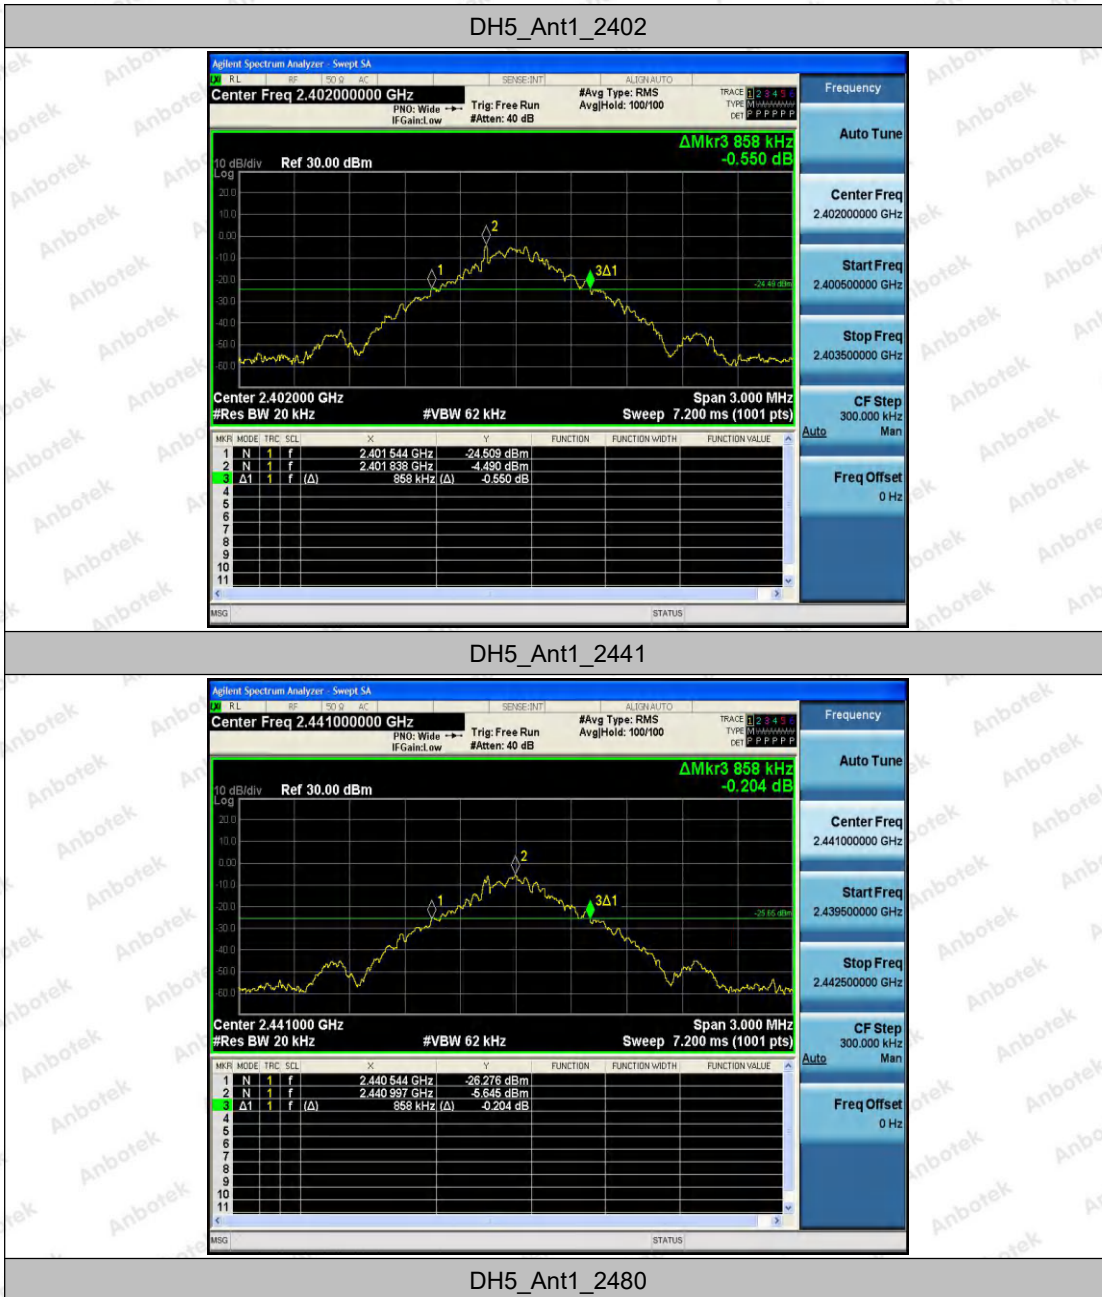 DH5_Ant1_2402
Agilent Spectrum Analyzer - Swept SA
RL RF 50 Ω AC SENSE:INT ALIGNAUTO
Center Freq 2.402000000 GHz
PNO: Wide
IFGain:Low
Trig: Free Run
#Atten: 40 dB
#Avg Type: RMS
Avg|Hold: 100/100
TRACE 1 2 3 4 5 6
TYPE M
DET P P P P P P
Frequency
Auto Tune
Center Freq
2.402000000 GHz
Start Freq
2.400500000 GHz
Stop Freq
2.403500000 GHz
CF Step
300.000 kHz
Auto Man
Freq Offset
0 Hz
ΔMkr3 858 kHz
-0.550 dB
10 dB/div Ref 30.00 dBm
Log
20.0
10.0
0.00
-10.0
-20.0
-30.0
-40.0
-50.0
-60.0
1
2
3Δ1
-24.49 dBm
Center 2.402000 GHz Span 3.000 MHz
#Res BW 20 kHz #VBW 62 kHz Sweep 7.200 ms (1001 pts)
MKR MODE TRC SCL X Y FUNCTION FUNCTION WIDTH FUNCTION VALUE
1 N 1 f 2.401 544 GHz -24.509 dBm
2 N 1 f 2.401 838 GHz -4.490 dBm
3 Δ1 1 f (Δ) 858 kHz (Δ) -0.550 dB
4
5
6
7
8
9
10
11
MSG STATUS
DH5_Ant1_2441
Agilent Spectrum Analyzer - Swept SA
RL RF 50 Ω AC SENSE:INT ALIGNAUTO
Center Freq 2.441000000 GHz
PNO: Wide
IFGain:Low
Trig: Free Run
#Atten: 40 dB
#Avg Type: RMS
Avg|Hold: 100/100
TRACE 1 2 3 4 5 6
TYPE M
DET P P P P P P
Frequency
Auto Tune
Center Freq
2.441000000 GHz
Start Freq
2.439500000 GHz
Stop Freq
2.442500000 GHz
CF Step
300.000 kHz
Auto Man
Freq Offset
0 Hz
ΔMkr3 858 kHz
-0.204 dB
10 dB/div Ref 30.00 dBm
Log
20.0
10.0
0.00
-10.0
-20.0
-30.0
-40.0
-50.0
-60.0
1
2
3Δ1
-25.65 dBm
Center 2.441000 GHz Span 3.000 MHz
#Res BW 20 kHz #VBW 62 kHz Sweep 7.200 ms (1001 pts)
MKR MODE TRC SCL X Y FUNCTION FUNCTION WIDTH FUNCTION VALUE
1 N 1 f 2.440 544 GHz -26.276 dBm
2 N 1 f 2.440 997 GHz -5.645 dBm
3 Δ1 1 f (Δ) 858 kHz (Δ) -0.204 dB
4
5
6
7
8
9
10
11
MSG STATUS
DH5_Ant1_2480